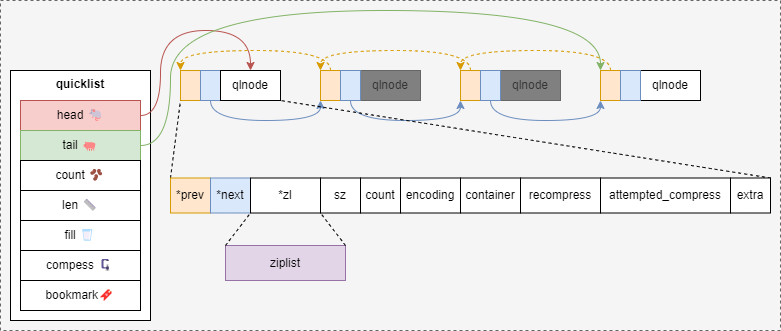 quicklist
head
tail
count
len
fill
compess
bookmark
qlnode
qlnode
qlnode
qlnode
*prev
*next
*zl
sz
count
encoding
container
recompress
attempted_compress
extra
ziplist